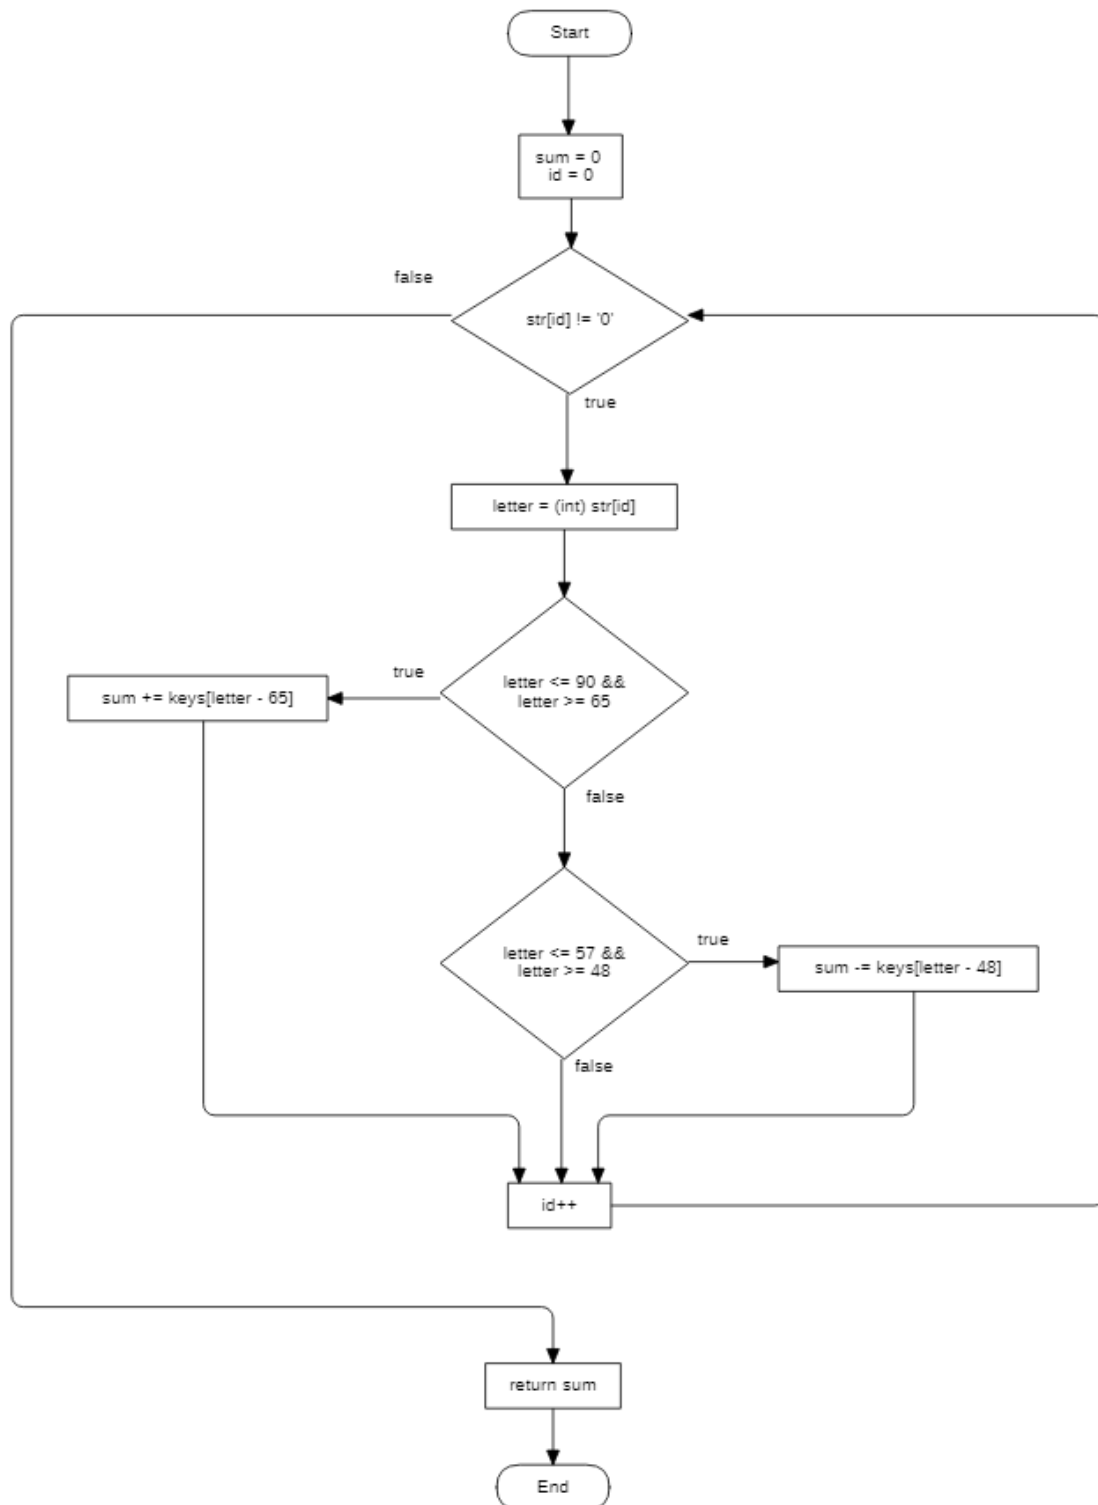 Start
sum = 0
id = 0
false
str[id] != '0'
true
letter = (int) str[id]
true
letter <= 90 &&
letter >= 65
sum += keys[letter - 65]
false
letter <= 57 &&
letter >= 48
true
sum -= keys[letter - 48]
false
id++
return sum
End